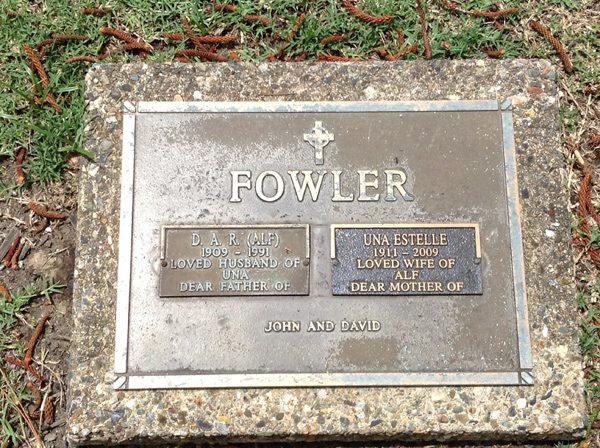 FOWLER
D. A. R. (ALF)
1909 - 1991
LOVED HUSBAND OF
UNA
DEAR FATHER OF
UNA ESTELLE
1911 - 2009
LOVED WIFE OF
ALF
DEAR MOTHER OF
JOHN AND DAVID